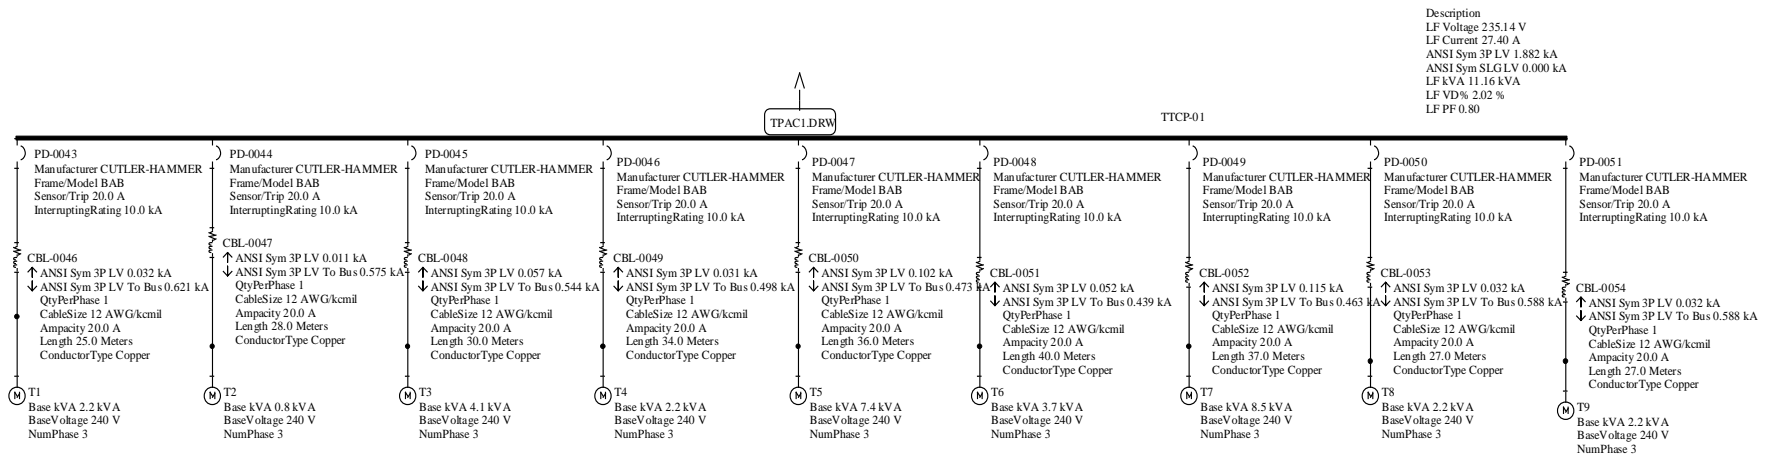 Description
LF Voltage 235.14 V
LF Current 27.40 A
ANSI Sym 3P LV 1.882 kA
ANSI Sym SLG LV 0.000 kA
LF kVA 11.16 kVA
LF VD% 2.02 %
LF PF 0.80
TPAC1.DRW
TTCP-01
PD-0043
Manufacturer CUTLER-HAMMER
Frame/Model BAB
Sensor/Trip 20.0 A
InterruptingRating 10.0 kA
CBL-0046
ANSI Sym 3P LV 0.032 kA
ANSI Sym 3P LV To Bus 0.621 kA
QtyPerPhase 1
CableSize 12 AWG/kcmil
Ampacity 20.0 A
Length 25.0 Meters
ConductorType Copper
M
T1
Base kVA 2.2 kVA
BaseVoltage 240 V
NumPhase 3
PD-0044
Manufacturer CUTLER-HAMMER
Frame/Model BAB
Sensor/Trip 20.0 A
InterruptingRating 10.0 kA
CBL-0047
ANSI Sym 3P LV 0.011 kA
ANSI Sym 3P LV To Bus 0.575 kA
QtyPerPhase 1
CableSize 12 AWG/kcmil
Ampacity 20.0 A
Length 28.0 Meters
ConductorType Copper
M
T2
Base kVA 0.8 kVA
BaseVoltage 240 V
NumPhase 3
PD-0045
Manufacturer CUTLER-HAMMER
Frame/Model BAB
Sensor/Trip 20.0 A
InterruptingRating 10.0 kA
CBL-0048
ANSI Sym 3P LV 0.057 kA
ANSI Sym 3P LV To Bus 0.544 kA
QtyPerPhase 1
CableSize 12 AWG/kcmil
Ampacity 20.0 A
Length 30.0 Meters
ConductorType Copper
M
T3
Base kVA 4.1 kVA
BaseVoltage 240 V
NumPhase 3
PD-0046
Manufacturer CUTLER-HAMMER
Frame/Model BAB
Sensor/Trip 20.0 A
InterruptingRating 10.0 kA
CBL-0049
ANSI Sym 3P LV 0.031 kA
ANSI Sym 3P LV To Bus 0.498 kA
QtyPerPhase 1
CableSize 12 AWG/kcmil
Ampacity 20.0 A
Length 34.0 Meters
ConductorType Copper
M
T4
Base kVA 2.2 kVA
BaseVoltage 240 V
NumPhase 3
PD-0047
Manufacturer CUTLER-HAMMER
Frame/Model BAB
Sensor/Trip 20.0 A
InterruptingRating 10.0 kA
CBL-0050
ANSI Sym 3P LV 0.102 kA
ANSI Sym 3P LV To Bus 0.473 kA
QtyPerPhase 1
CableSize 12 AWG/kcmil
Ampacity 20.0 A
Length 36.0 Meters
ConductorType Copper
M
T5
Base kVA 7.4 kVA
BaseVoltage 240 V
NumPhase 3
PD-0048
Manufacturer CUTLER-HAMMER
Frame/Model BAB
Sensor/Trip 20.0 A
InterruptingRating 10.0 kA
CBL-0051
ANSI Sym 3P LV 0.052 kA
ANSI Sym 3P LV To Bus 0.439 kA
QtyPerPhase 1
CableSize 12 AWG/kcmil
Ampacity 20.0 A
Length 40.0 Meters
ConductorType Copper
M
T6
Base kVA 3.7 kVA
BaseVoltage 240 V
NumPhase 3
PD-0049
Manufacturer CUTLER-HAMMER
Frame/Model BAB
Sensor/Trip 20.0 A
InterruptingRating 10.0 kA
CBL-0052
ANSI Sym 3P LV 0.115 kA
ANSI Sym 3P LV To Bus 0.463 kA
QtyPerPhase 1
CableSize 12 AWG/kcmil
Ampacity 20.0 A
Length 37.0 Meters
ConductorType Copper
M
T7
Base kVA 8.5 kVA
BaseVoltage 240 V
NumPhase 3
PD-0050
Manufacturer CUTLER-HAMMER
Frame/Model BAB
Sensor/Trip 20.0 A
InterruptingRating 10.0 kA
CBL-0053
ANSI Sym 3P LV 0.032 kA
ANSI Sym 3P LV To Bus 0.588 kA
QtyPerPhase 1
CableSize 12 AWG/kcmil
Ampacity 20.0 A
Length 27.0 Meters
ConductorType Copper
M
T8
Base kVA 2.2 kVA
BaseVoltage 240 V
NumPhase 3
PD-0051
Manufacturer CUTLER-HAMMER
Frame/Model BAB
Sensor/Trip 20.0 A
InterruptingRating 10.0 kA
CBL-0054
ANSI Sym 3P LV 0.032 kA
ANSI Sym 3P LV To Bus 0.588 kA
QtyPerPhase 1
CableSize 12 AWG/kcmil
Ampacity 20.0 A
Length 27.0 Meters
ConductorType Copper
M
T9
Base kVA 2.2 kVA
BaseVoltage 240 V
NumPhase 3